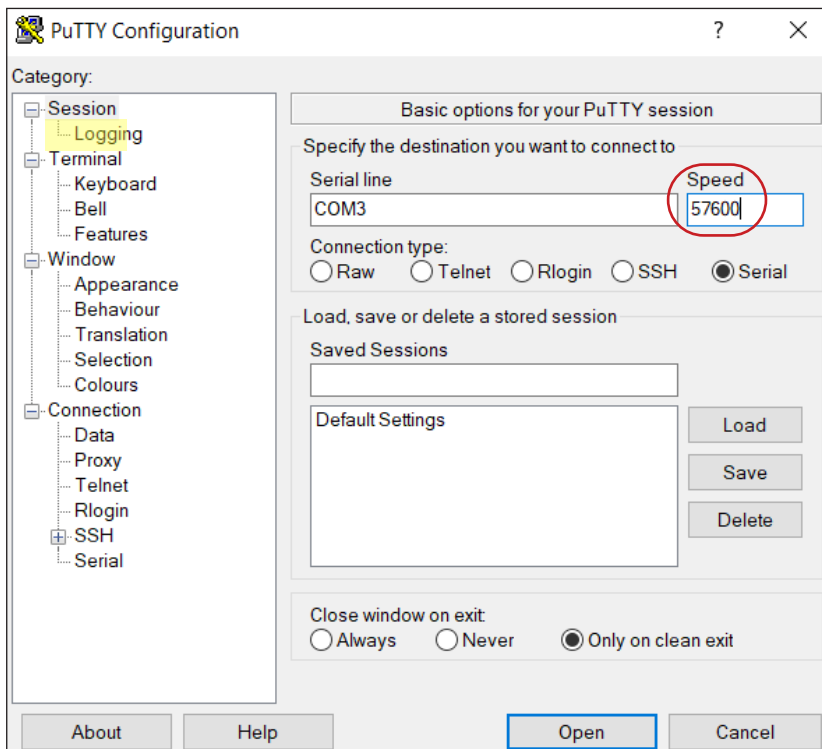 PuTTY Configuration
?
Category:
Session
Logging
Terminal
Keyboard
Bell
Features
Window
Appearance
Behaviour
Translation
Selection
Colours
Connection
Data
Proxy
Telnet
Rlogin
SSH
Serial
Basic options for your PuTTY session
Specify the destination you want to connect to
Serial line Speed
COM3 57600
Connection type:
Raw Telnet Rlogin SSH Serial
Load, save or delete a stored session
Saved Sessions
Default Settings
Load
Save
Delete
Close window on exit:
Always Never Only on clean exit
About Help Open Cancel